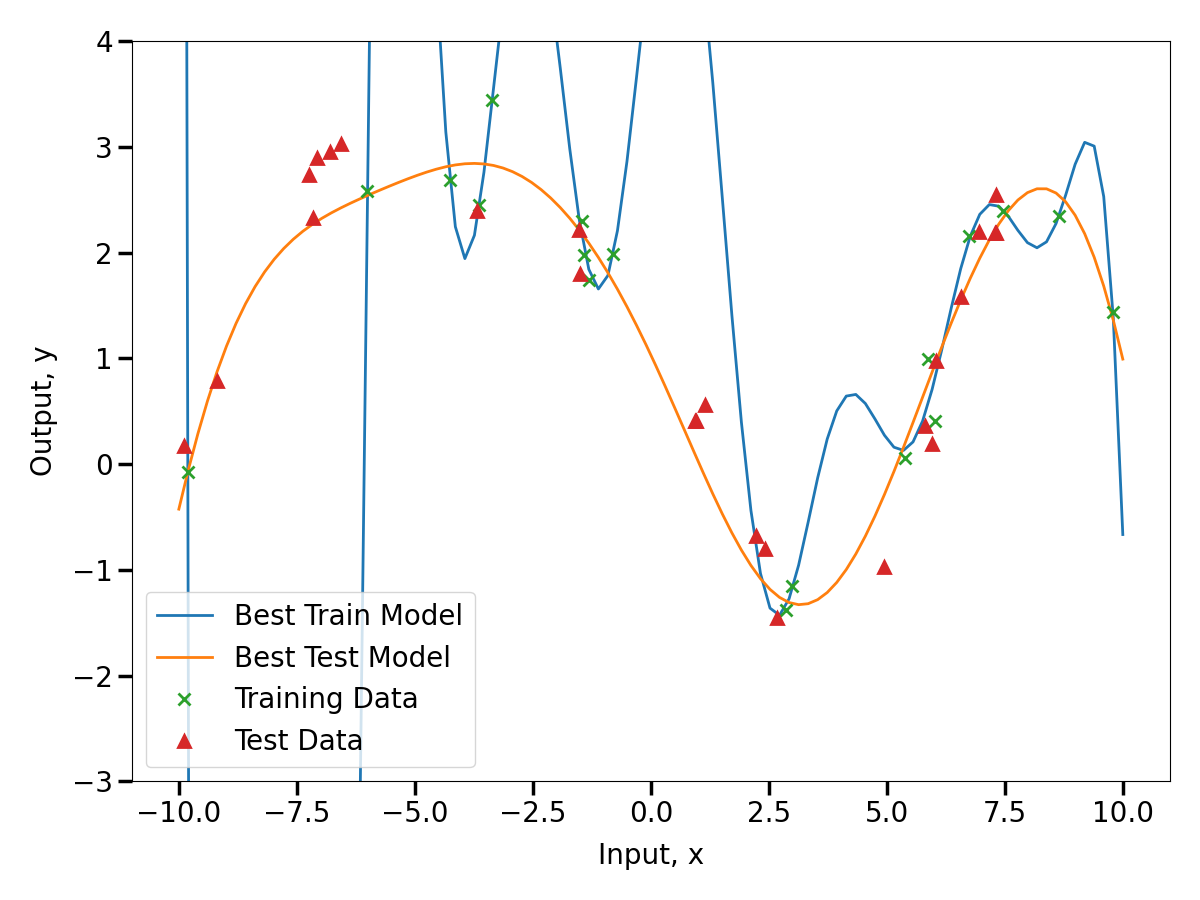 4
3
2
1
0
−1
−2
−3
Output, y
Best Train Model
Best Test Model
Training Data
Test Data
−10.0 −7.5 −5.0 −2.5 0.0 2.5 5.0 7.5 10.0
Input, x